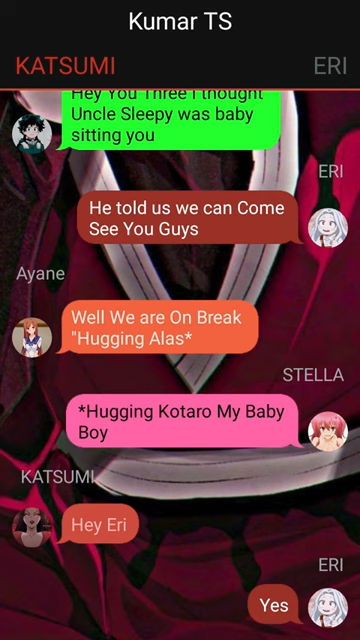 Kumar TS
KATSUMI
ERI
Hey You Three I thought
Uncle Sleepy was baby
sitting you
ERI
He told us we can Come
See You Guys
Ayane
Well We are On Break
"Hugging Alas*
STELLA
*Hugging Kotaro My Baby
Boy
KATSUMI
Hey Eri
ERI
Yes